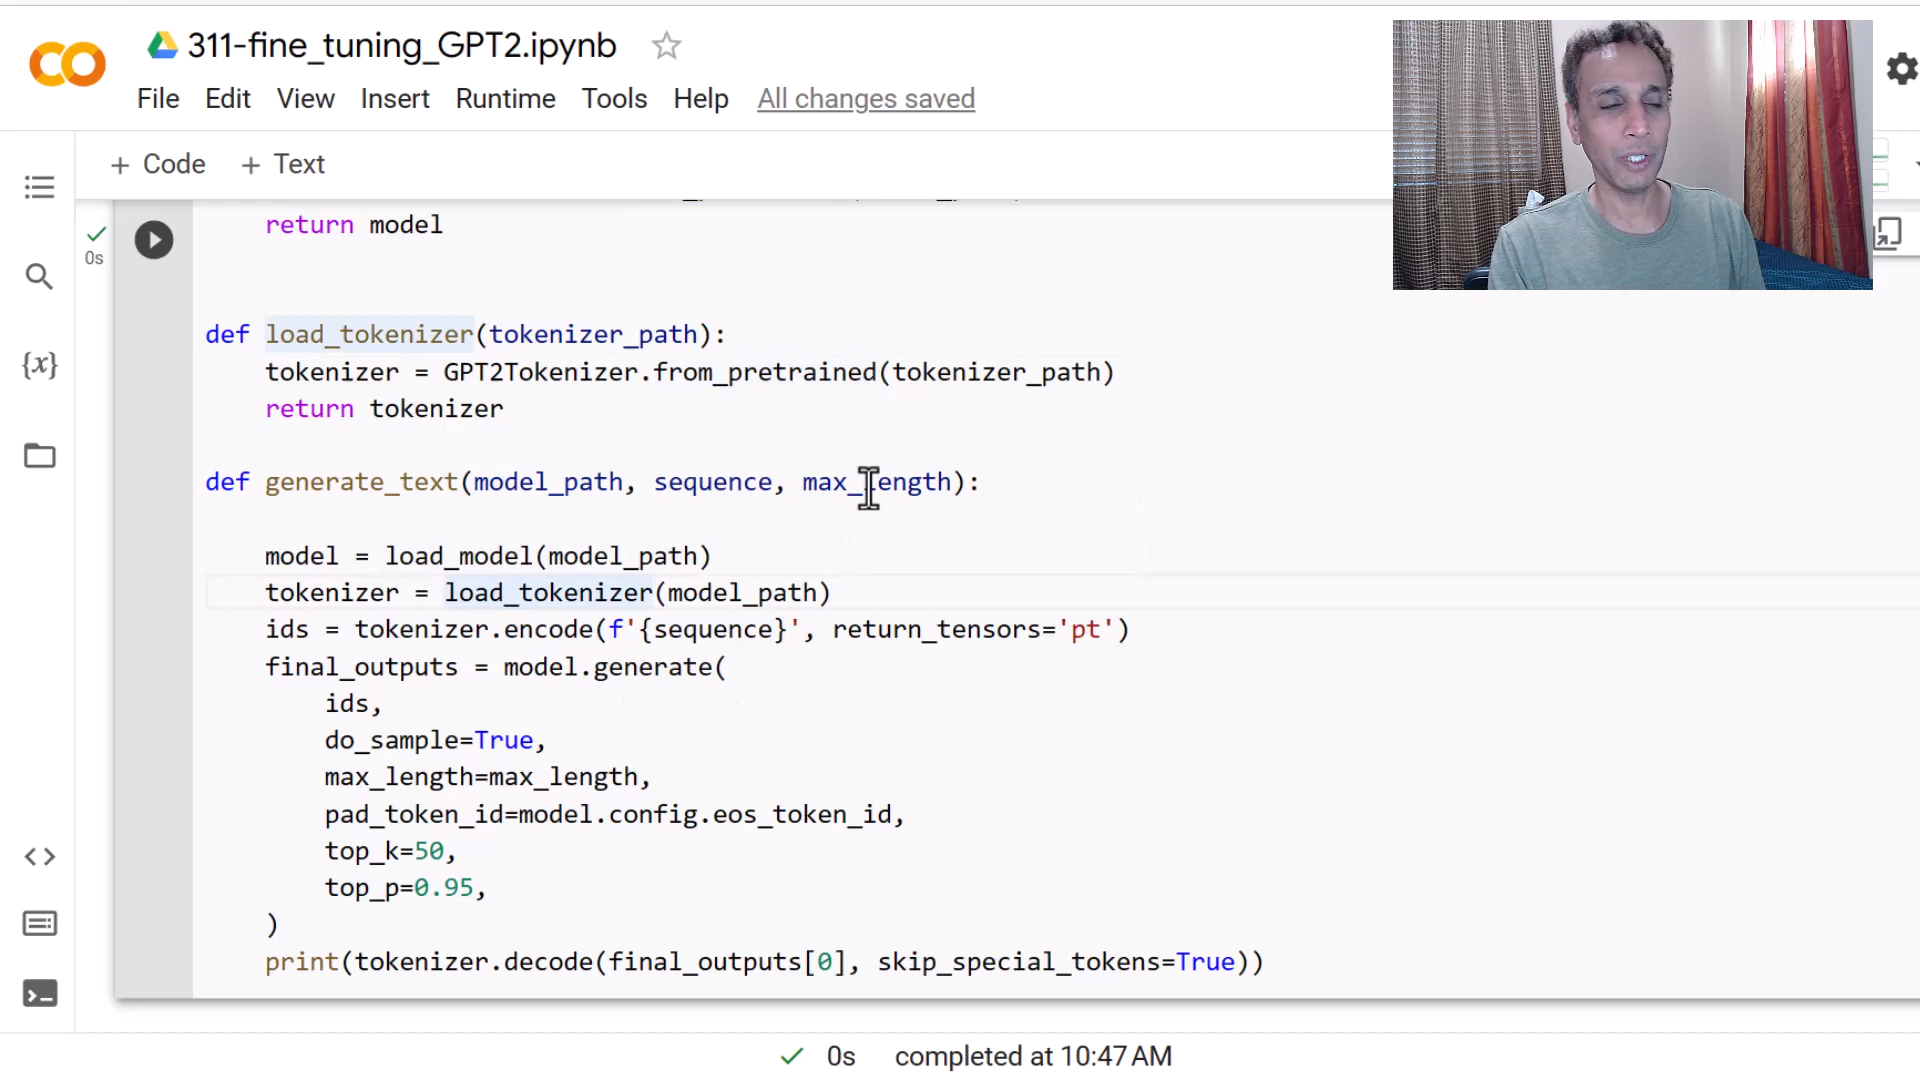 311-fine_tuning_GPT2.ipynb
File Edit View Insert Runtime Tools Help All changes saved
+ Code + Text
0s
return model
def load_tokenizer(tokenizer_path):
tokenizer = GPT2Tokenizer.from_pretrained(tokenizer_path)
return tokenizer
def generate_text(model_path, sequence, max_length):
model = load_model(model_path)
tokenizer = load_tokenizer(model_path)
ids = tokenizer.encode(f'{sequence}', return_tensors='pt')
final_outputs = model.generate(
ids,
do_sample=True,
max_length=max_length,
pad_token_id=model.config.eos_token_id,
top_k=50,
top_p=0.95,
)
print(tokenizer.decode(final_outputs[0], skip_special_tokens=True))
0s completed at 10:47 AM